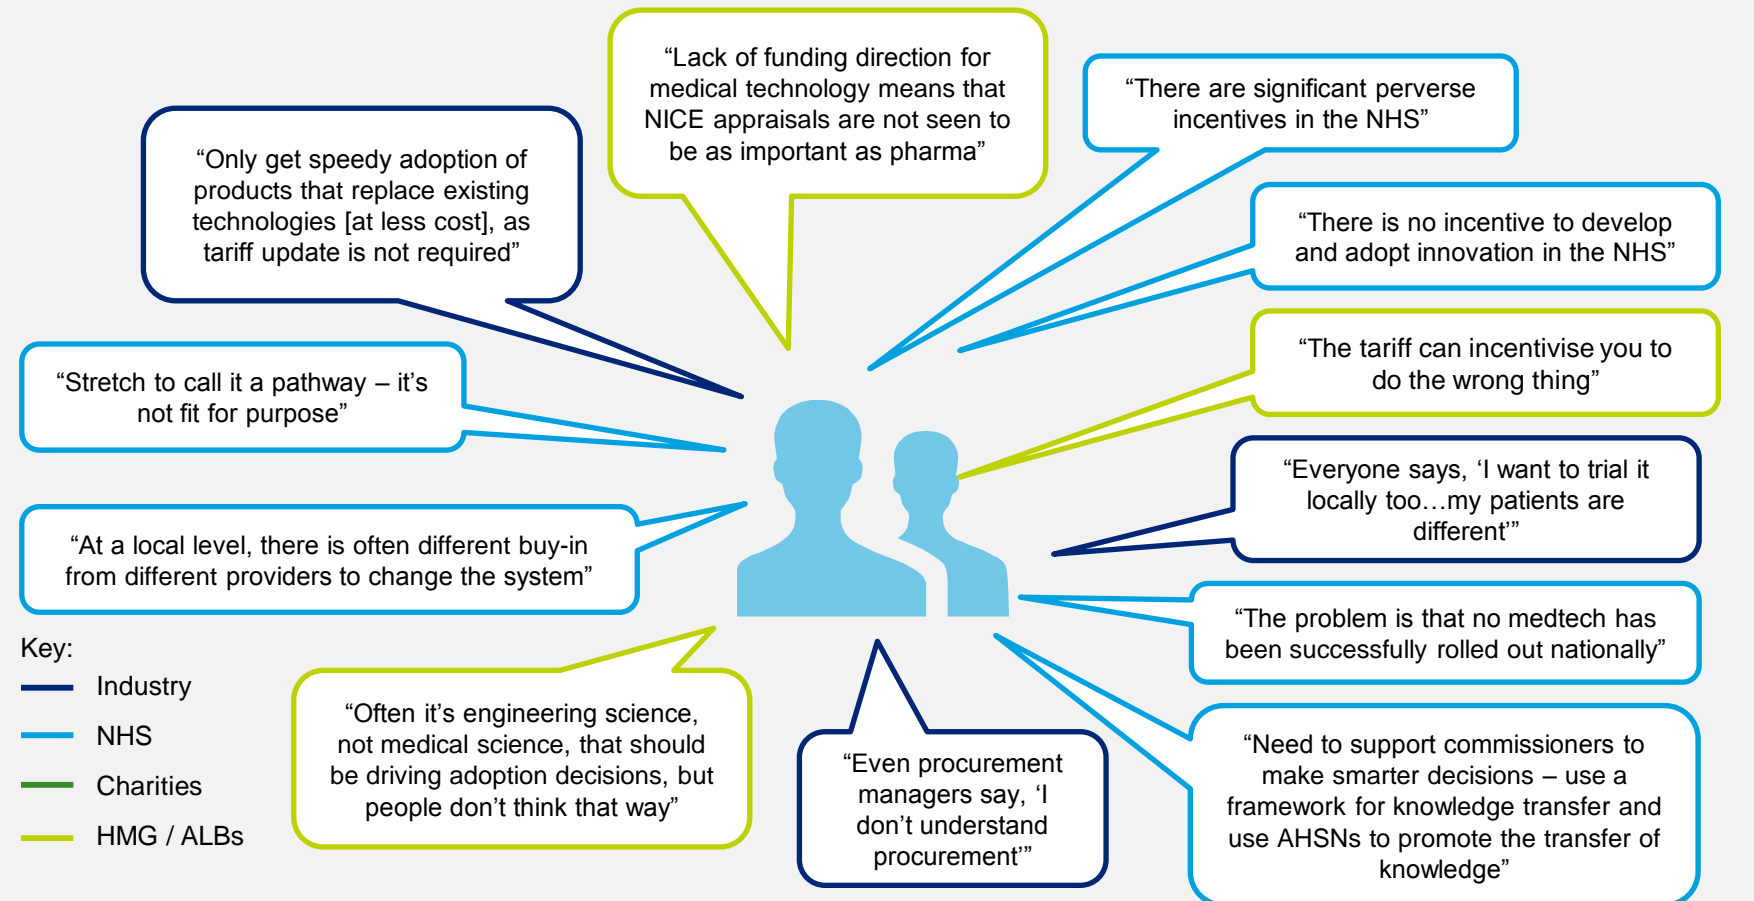 “Lack of funding direction for
medical technology means that
NICE appraisals are not seen to
be as important as pharma”
“There are significant perverse
incentives in the NHS”
“Only get speedy adoption of
products that replace existing
technologies [at less cost], as
tariff update is not required”
“There is no incentive to develop
and adopt innovation in the NHS”
“The tariff can incentivise you to
do the wrong thing”
“Stretch to call it a pathway – it’s
not fit for purpose”
“Everyone says, ‘I want to trial it
locally too…my patients are
different’”
“At a local level, there is often different buy-in
from different providers to change the system”
“The problem is that no medtech has
been successfully rolled out nationally”
Key:
Industry
NHS
Charities
HMG / ALBs
“Often it’s engineering science,
not medical science, that should
be driving adoption decisions, but
people don’t think that way”
“Even procurement
managers say, ‘I
don’t understand
procurement’”
“Need to support commissioners to
make smarter decisions – use a
framework for knowledge transfer and
use AHSNs to promote the transfer of
knowledge”